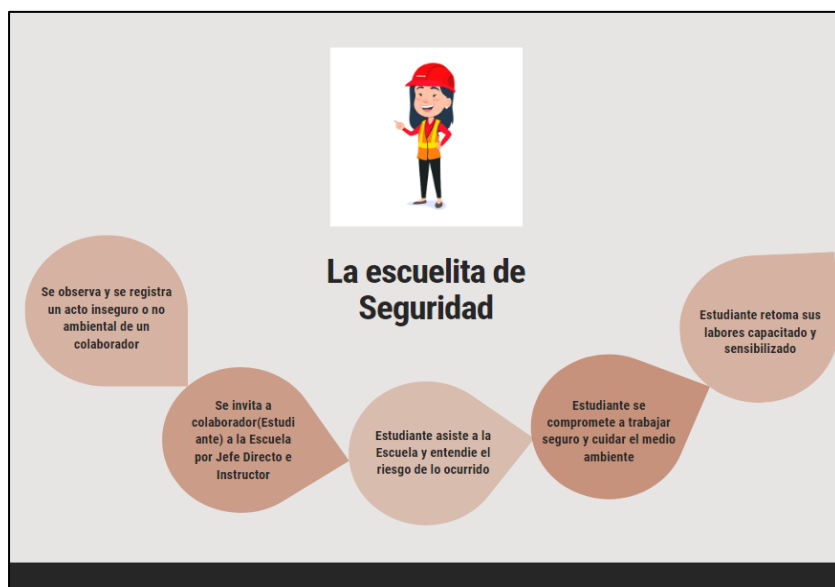 La escuelita de
Seguridad
Se observa y se registra
un acto inseguro o no
ambiental de un
colaborador
Se invita a
colaborador(Estudi
ante) a la Escuela
por Jefe Directo e
Instructor
Estudiante asiste a la
Escuela y entendie el
riesgo de lo ocurrido
Estudiante se
compromete a trabajar
seguro y cuidar el medio
ambiente
Estudiante retoma sus
labores capacitado y
sensibilizado